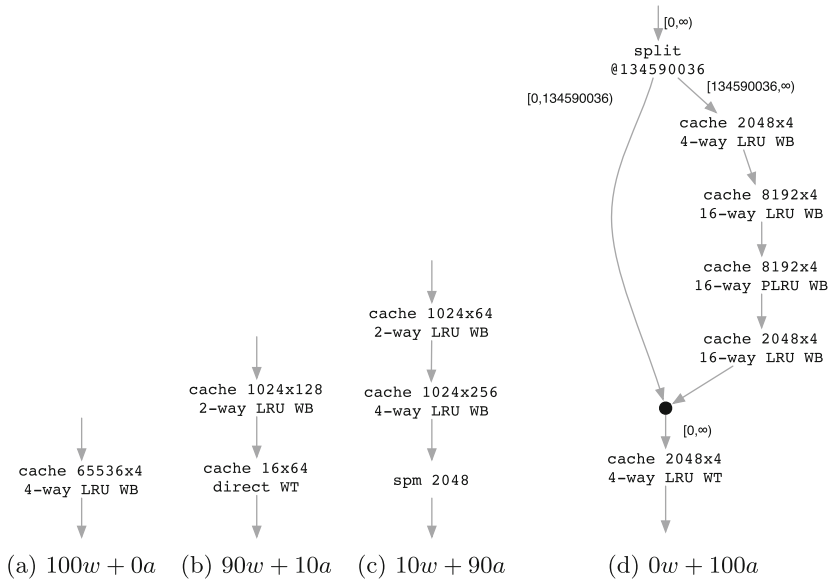 [0,∞)
split
@134590036
[0,134590036)
[134590036,∞)
cache 2048x4
4-way LRU WB
cache 8192x4
16-way LRU WB
cache 8192x4
16-way PLRU WB
cache 2048x4
16-way LRU WB
[0,∞)
cache 2048x4
4-way LRU WT
cache 1024x64
2-way LRU WB
cache 1024x256
4-way LRU WB
spm 2048
cache 1024x128
2-way LRU WB
cache 16x64
direct WT
cache 65536x4
4-way LRU WB
(a) 100w + 0a (b) 90w + 10a (c) 10w + 90a (d) 0w + 100a